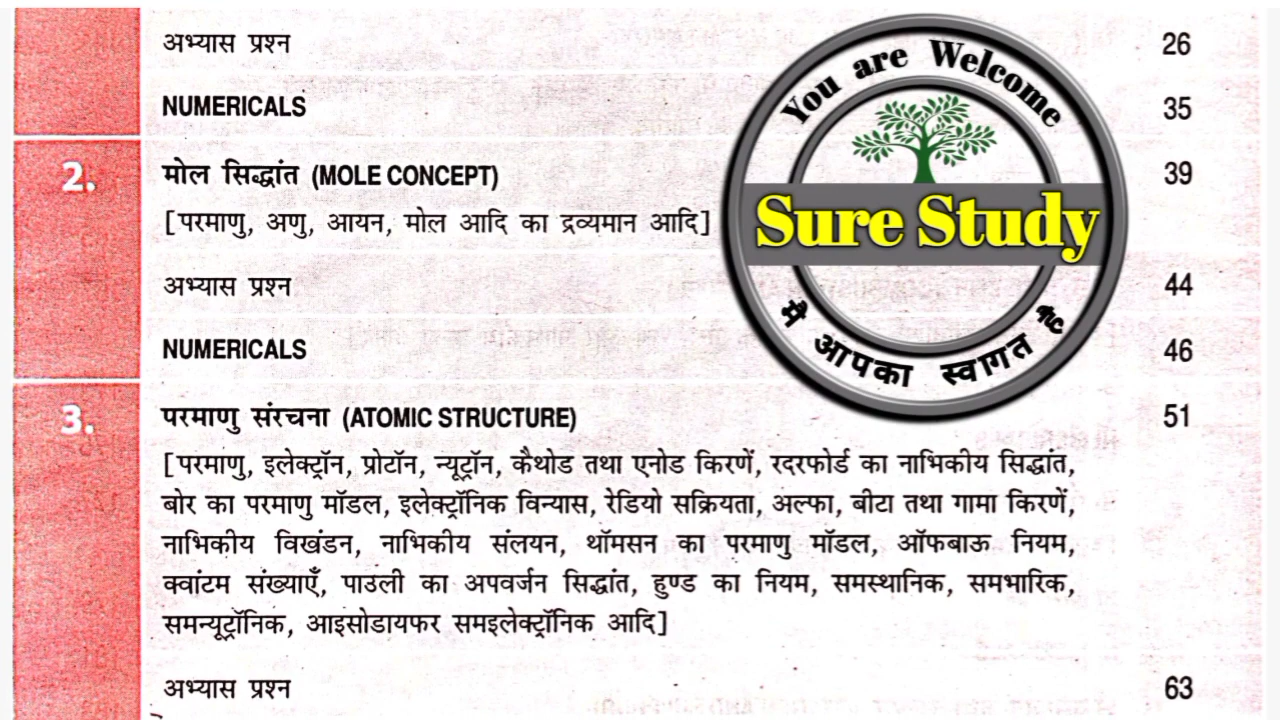 अभ्यास प्रश्न 26
NUMERICALS 35
2. मोल सिद्धांत (MOLE CONCEPT) 39
[परमाणु, अणु, आयन, मोल आदि का द्रव्यमान आदि]
अभ्यास प्रश्न 44
NUMERICALS 46
3. परमाणु संरचना (ATOMIC STRUCTURE) 51
[परमाणु, इलेक्ट्रॉन, प्रोटॉन, न्यूट्रॉन, कैथोड तथा एनोड किरणें, रदरफोर्ड का नाभिकीय सिद्धांत,
बोर का परमाणु मॉडल, इलेक्ट्रॉनिक विन्यास, रेडियो सक्रियता, अल्फा, बीटा तथा गामा किरणें,
नाभिकीय विखंडन, नाभिकीय संलयन, थॉमसन का परमाणु मॉडल, ऑफबाऊ नियम,
क्वांटम संख्याएँ, पाउली का अपवर्जन सिद्धांत, हुण्ड का नियम, समस्थानिक, समभारिक,
समन्यूट्रॉनिक, आइसोडायफर समइलेक्ट्रॉनिक आदि]
अभ्यास प्रश्न 63
You are Welcome
Sure Study
मै आपका स्वागत है